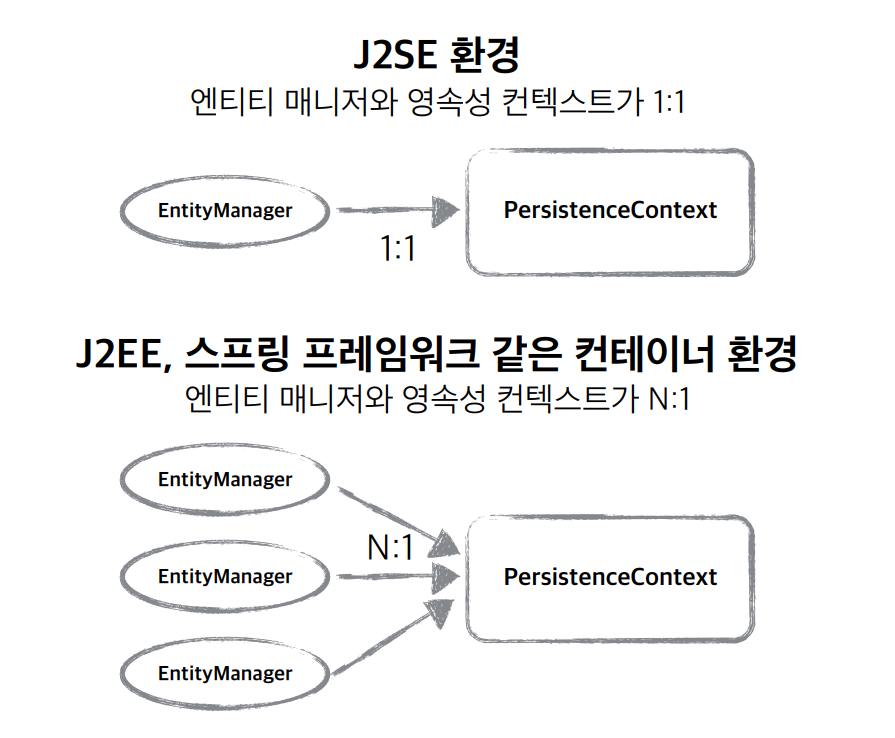 J2SE 환경
엔티티 매니저와 영속성 컨텍스트가 1:1
EntityManager
PersistenceContext
1:1
J2EE, 스프링 프레임워크 같은 컨테이너 환경
엔티티 매니저와 영속성 컨텍스트가 N:1
EntityManager
N:1
EntityManager
PersistenceContext
EntityManager